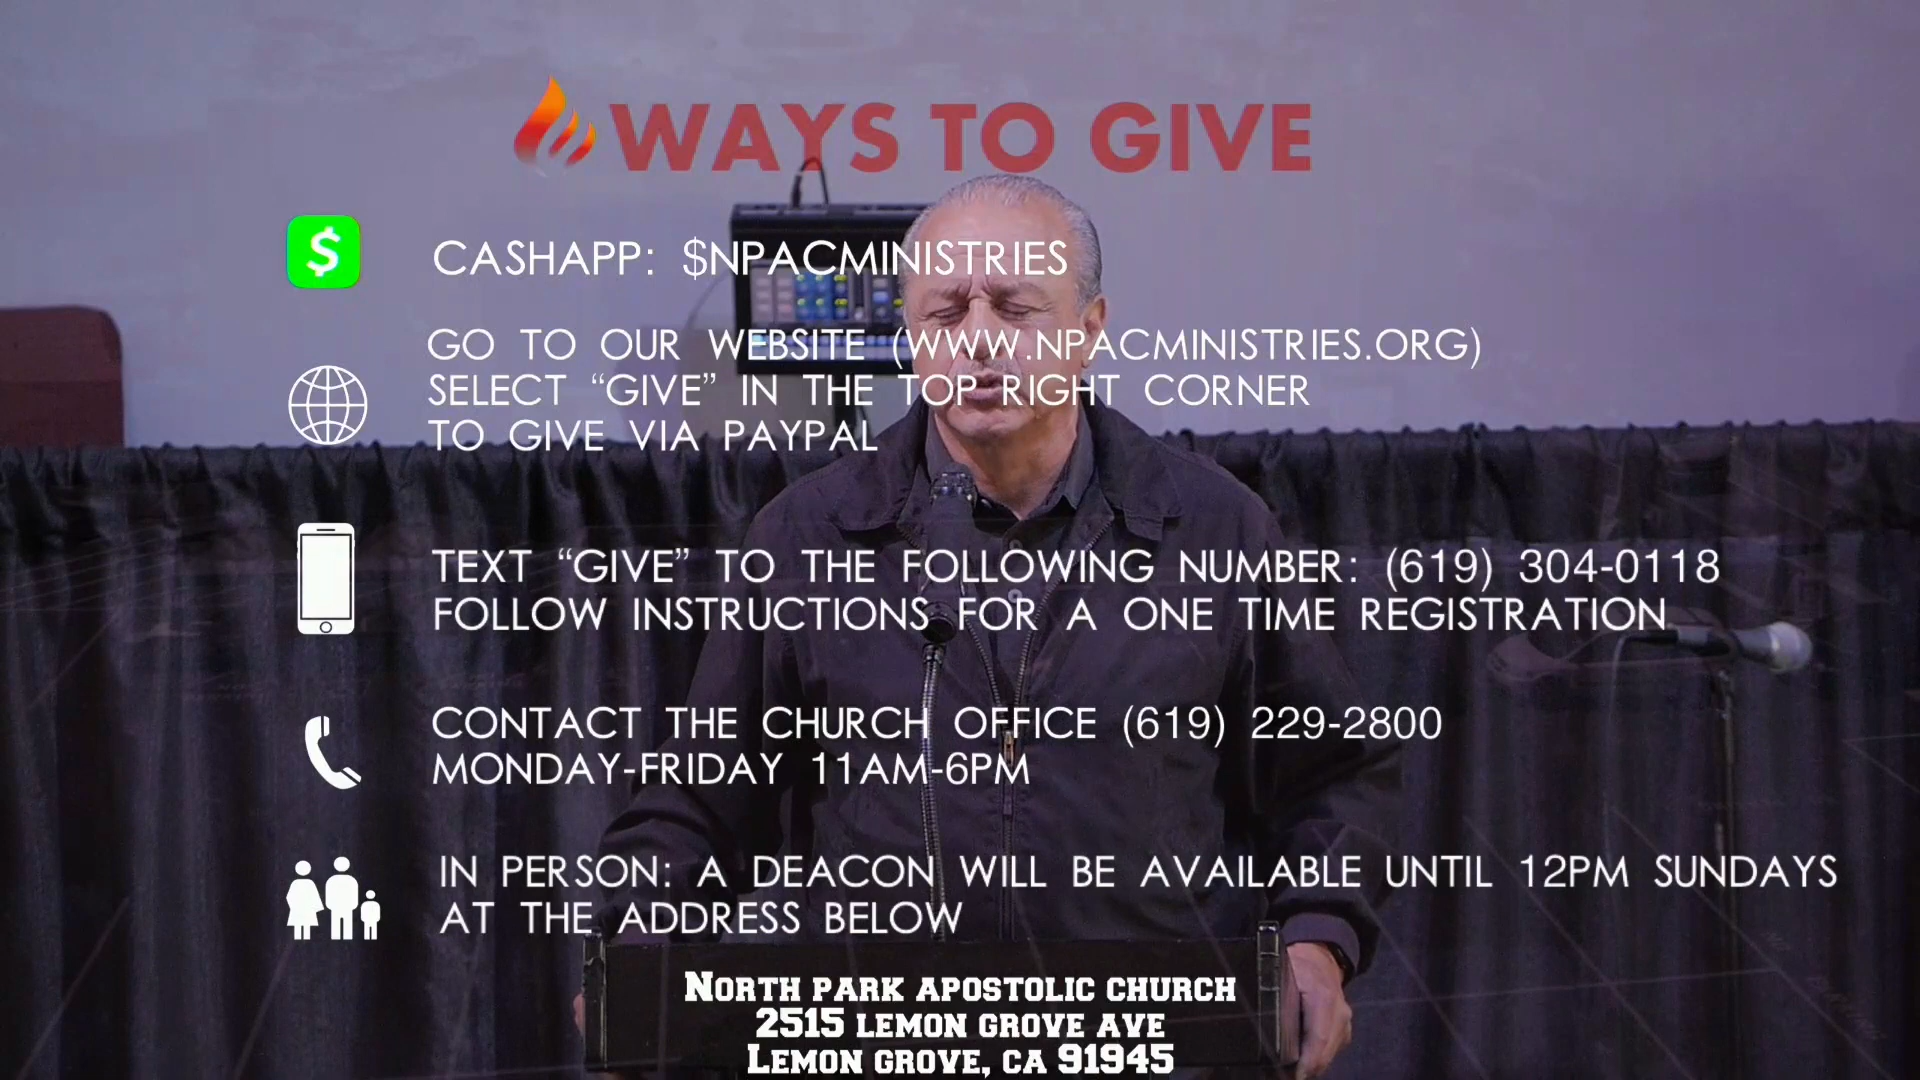 WAYS TO GIVE
$
CASHAPP: $NPACMINISTRIES
GO TO OUR WEBSITE (WWW.NPACMINISTRIES.ORG)
SELECT “GIVE” IN THE TOP RIGHT CORNER
TO GIVE VIA PAYPAL
TEXT “GIVE” TO THE FOLLOWING NUMBER: (619) 304-0118
FOLLOW INSTRUCTIONS FOR A ONE TIME REGISTRATION
CONTACT THE CHURCH OFFICE (619) 229-2800
MONDAY-FRIDAY 11AM-6PM
IN PERSON: A DEACON WILL BE AVAILABLE UNTIL 12PM SUNDAYS
AT THE ADDRESS BELOW
NORTH PARK APOSTOLIC CHURCH
2515 LEMON GROVE AVE
LEMON GROVE, CA 91945